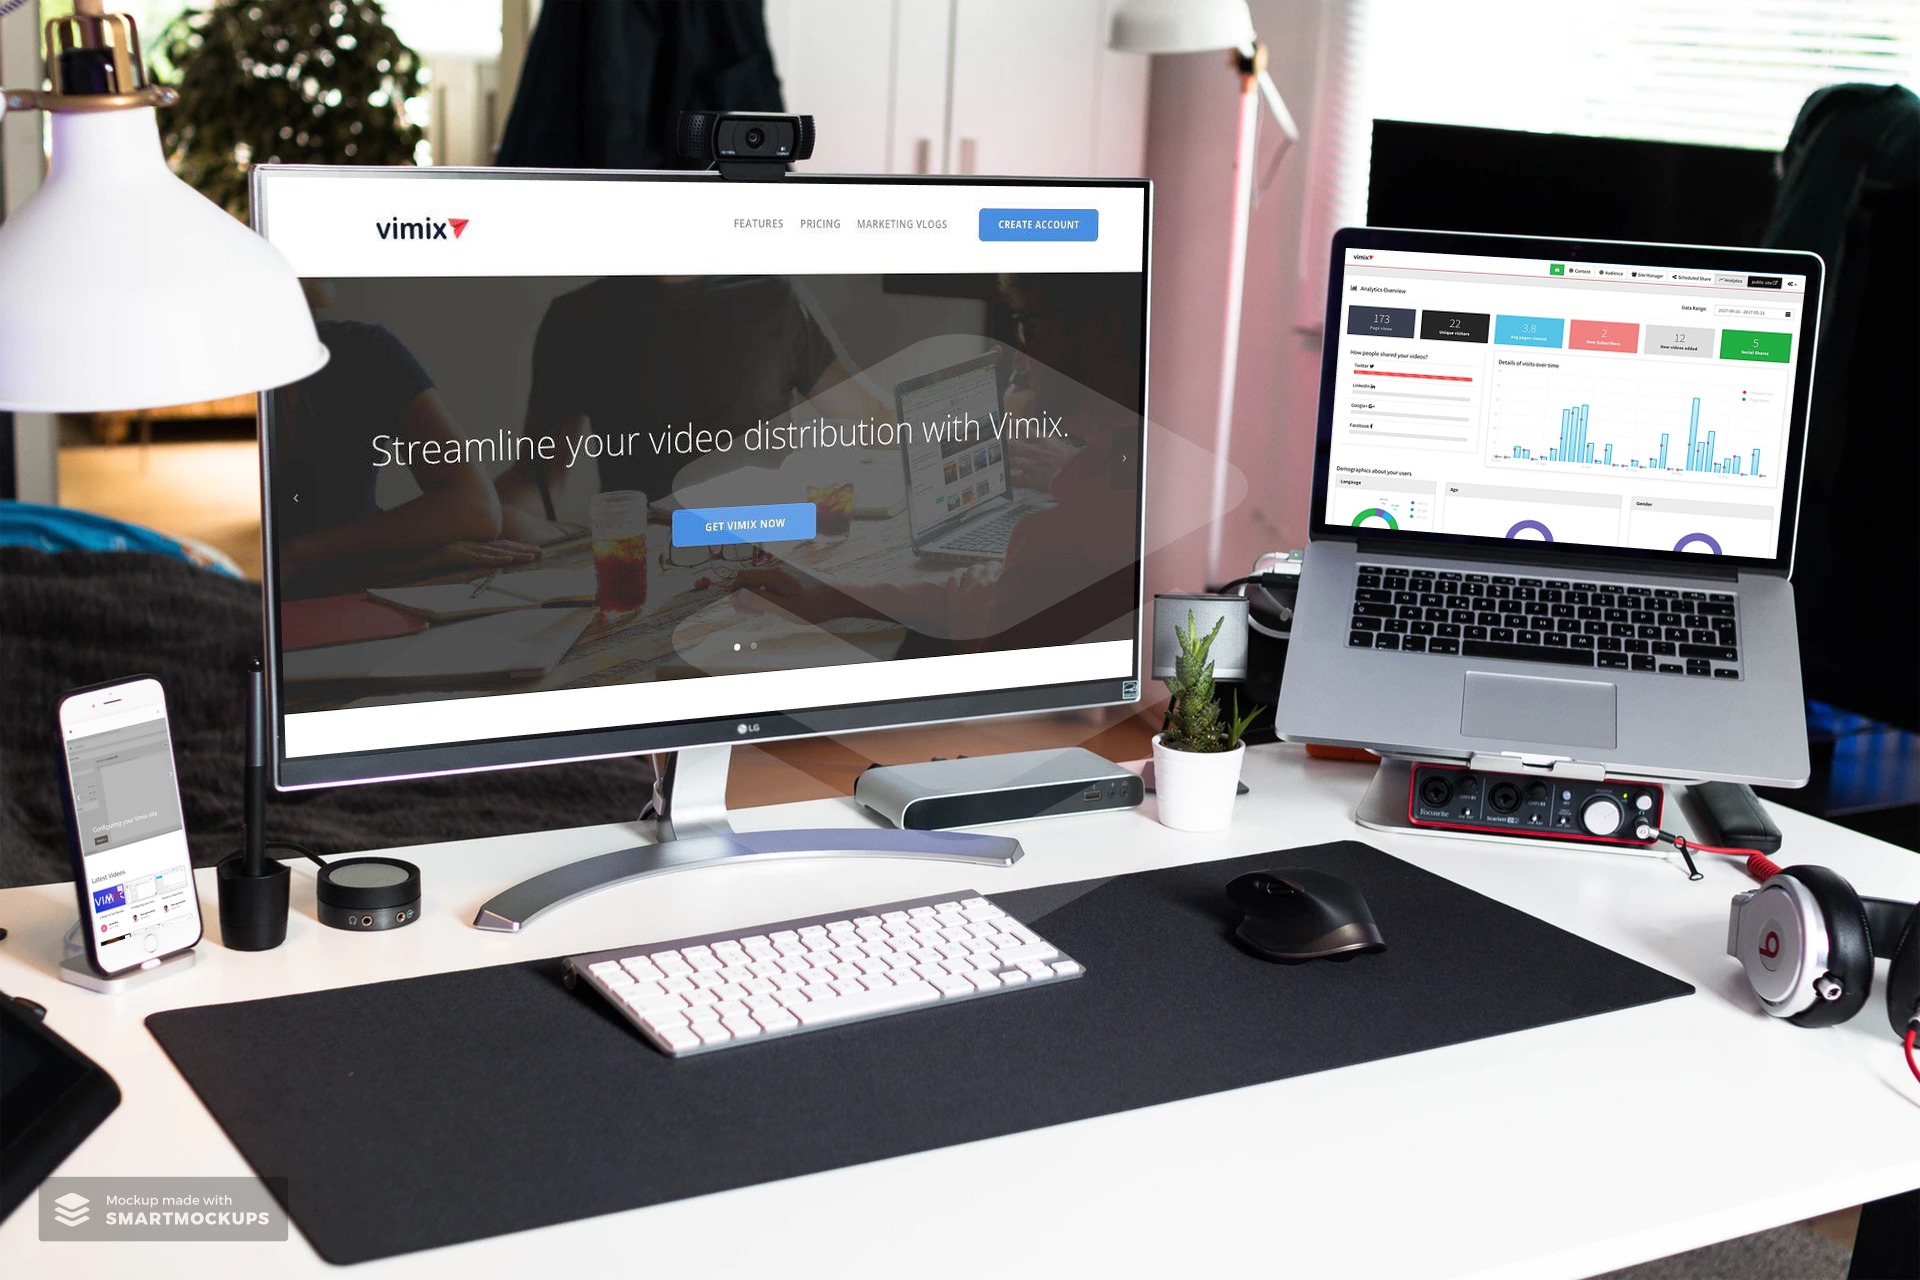 vimix
FEATURES
PRICING
MARKETING VLOGS
CREATE ACCOUNT
Streamline your video distribution with Vimix.
GET VIMIX NOW
LG
vimix
Content
Audience
Site Manager
Scheduled Share
Analytics
public site
Analytics Overview
Data Range:
173
Page views
22
Unique visitors
3.8
Avg pages viewed
2
New Subscribers
12
New videos added
5
Social Shares
How people shared your videos?
Twitter
LinkedIn
Google+
Facebook
Details of visits over time
Demographics about your users
Language
Age
Gender
Configuring your Vimix site
Latest Videos
VIM
Focusrite
Scarlett
b
Mockup made with
SMARTMOCKUPS